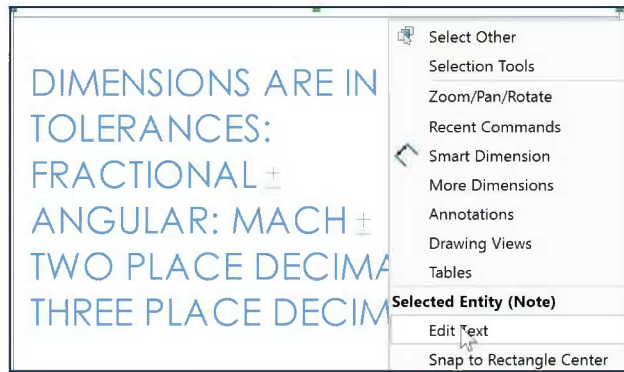 DIMENSIONS ARE IN
TOLERANCES:
FRACTIONAL ±
ANGULAR: MACH ±
TWO PLACE DECIMA
THREE PLACE DECIM
Select Other
Selection Tools
Zoom/Pan/Rotate
Recent Commands
Smart Dimension
More Dimensions
Annotations
Drawing Views
Tables
Selected Entity (Note)
Edit Text
Snap to Rectangle Center